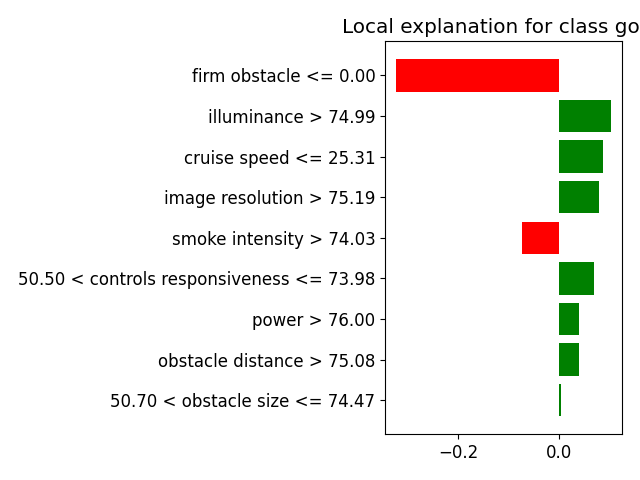 Local explanation for class go
firm obstacle <= 0.00
illuminance > 74.99
cruise speed <= 25.31
image resolution > 75.19
smoke intensity > 74.03
50.50 < controls responsiveness <= 73.98
power > 76.00
obstacle distance > 75.08
50.70 < obstacle size <= 74.47
−0.2 0.0